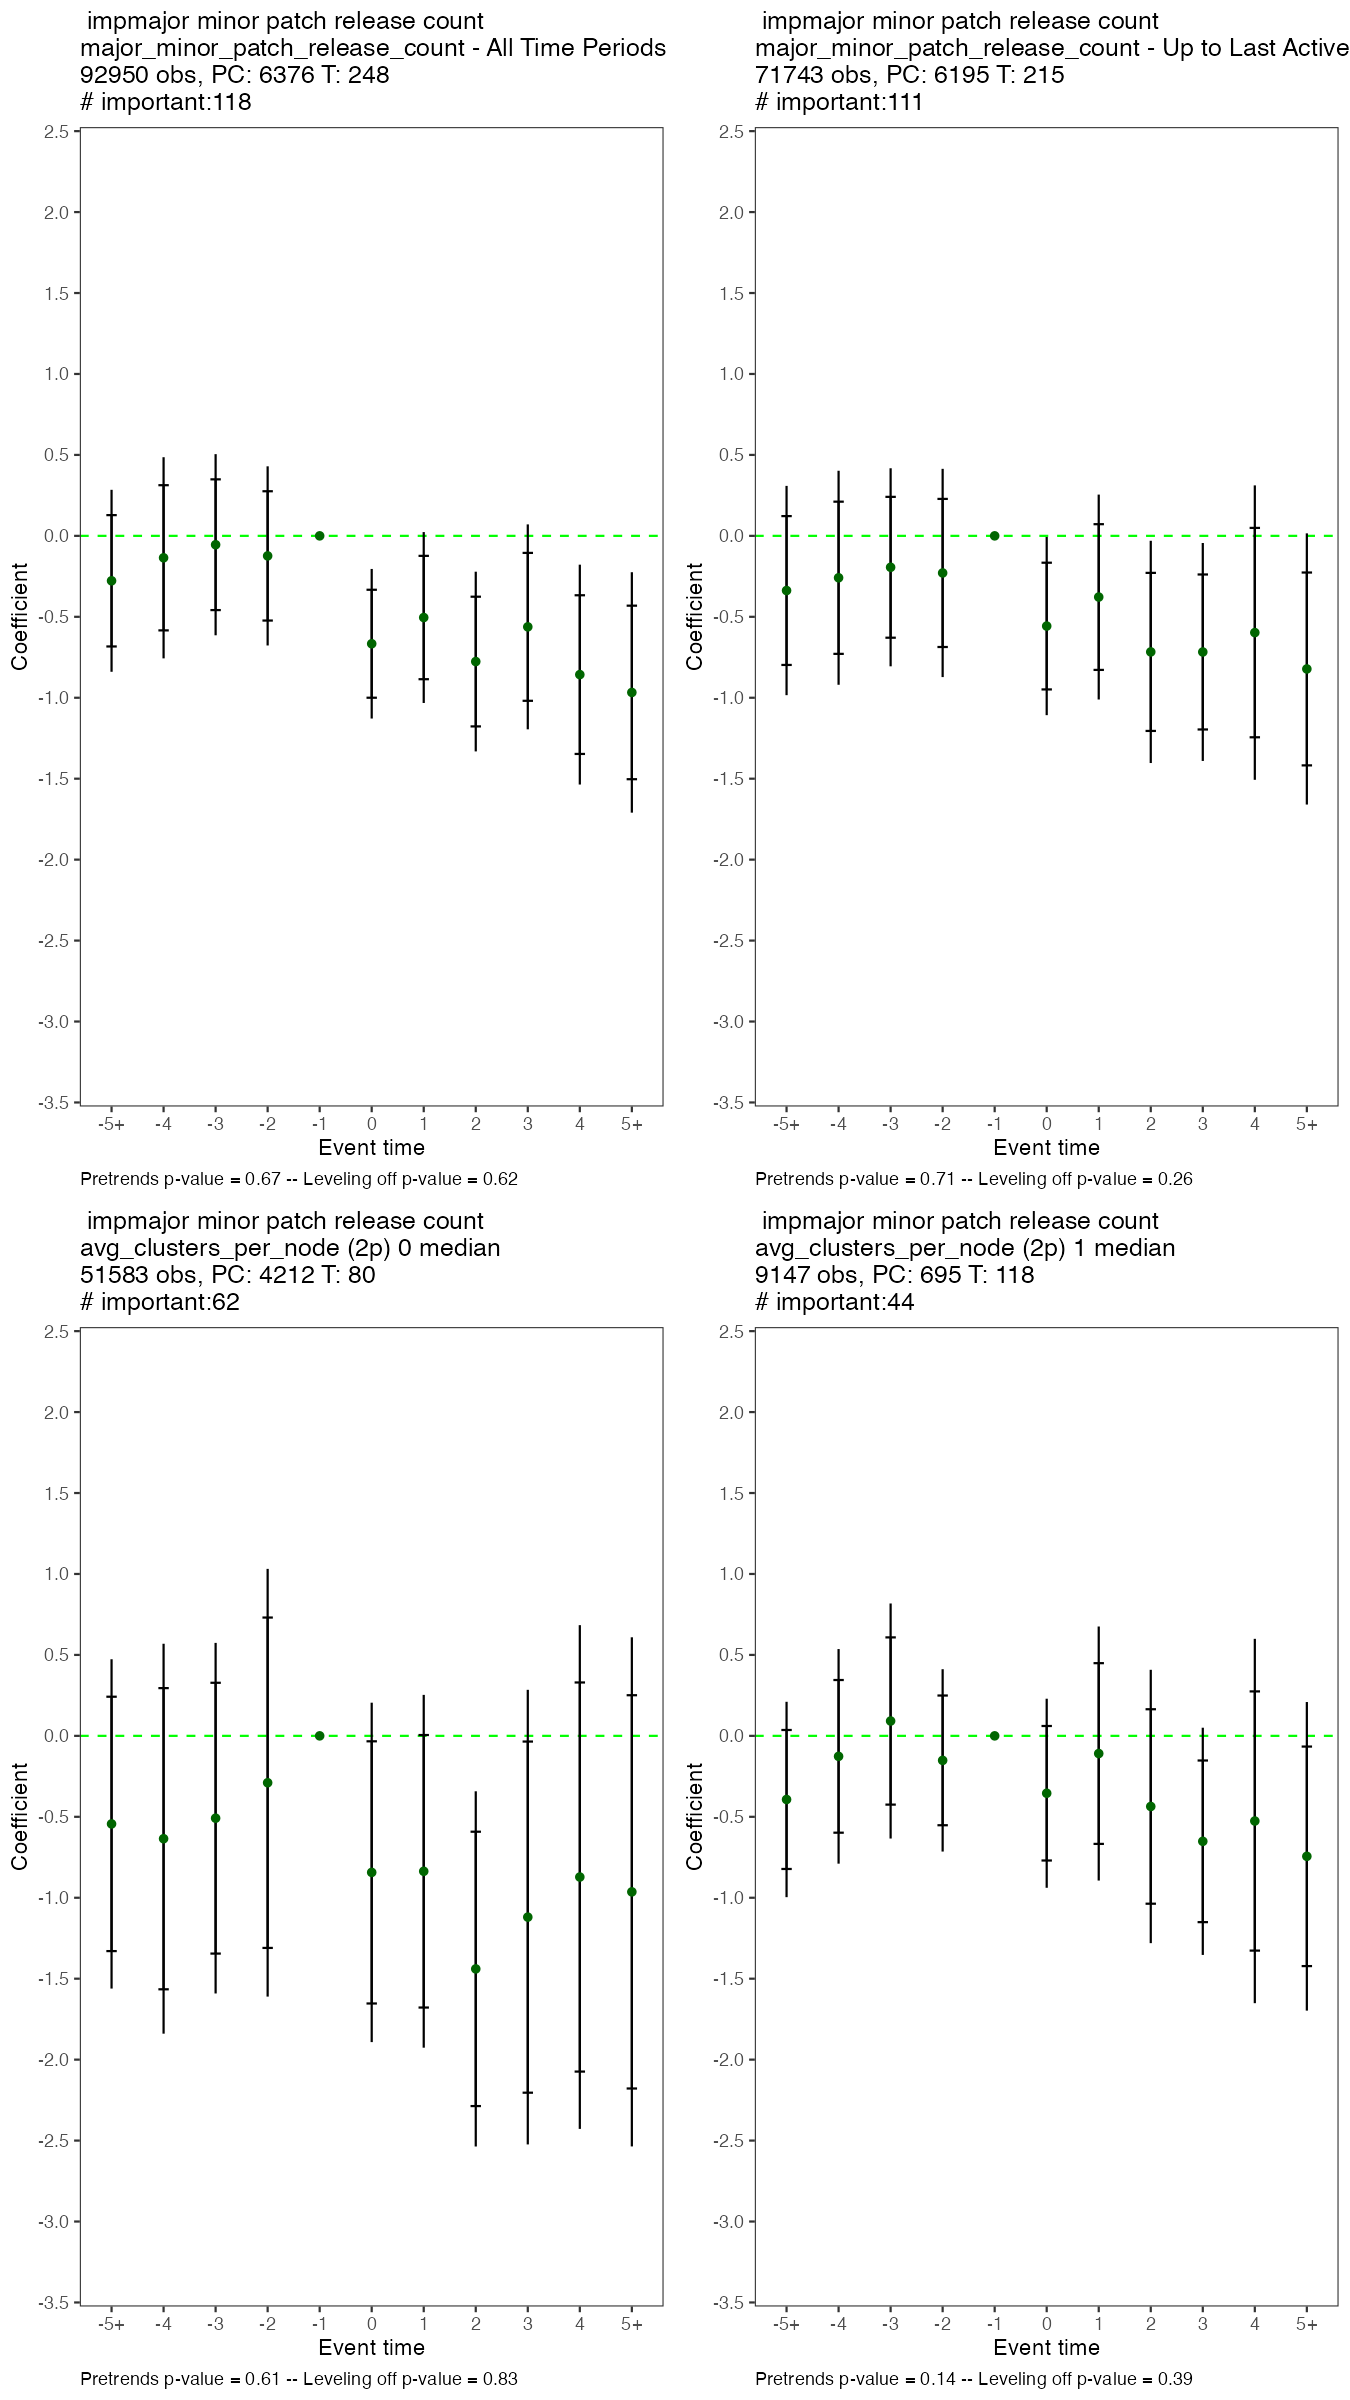 impmajor minor patch release count
major_minor_patch_release_count - All Time Periods
92950 obs, PC: 6376 T: 248
# important:118
2.5
2.0
1.5
1.0
0.5
0.0
-0.5
-1.0
-1.5
-2.0
-2.5
-3.0
-3.5
Coefficient
-5+ -4 -3 -2 -1 0 1 2 3 4 5+
Event time
Pretrends p-value = 0.67 -- Leveling off p-value = 0.62
impmajor minor patch release count
major_minor_patch_release_count - Up to Last Active
71743 obs, PC: 6195 T: 215
# important:111
2.5
2.0
1.5
1.0
0.5
0.0
-0.5
-1.0
-1.5
-2.0
-2.5
-3.0
-3.5
Coefficient
-5+ -4 -3 -2 -1 0 1 2 3 4 5+
Event time
Pretrends p-value = 0.71 -- Leveling off p-value = 0.26
impmajor minor patch release count
avg_clusters_per_node (2p) 0 median
51583 obs, PC: 4212 T: 80
# important:62
2.5
2.0
1.5
1.0
0.5
0.0
-0.5
-1.0
-1.5
-2.0
-2.5
-3.0
-3.5
Coefficient
-5+ -4 -3 -2 -1 0 1 2 3 4 5+
Event time
Pretrends p-value = 0.61 -- Leveling off p-value = 0.83
impmajor minor patch release count
avg_clusters_per_node (2p) 1 median
9147 obs, PC: 695 T: 118
# important:44
2.5
2.0
1.5
1.0
0.5
0.0
-0.5
-1.0
-1.5
-2.0
-2.5
-3.0
-3.5
Coefficient
-5+ -4 -3 -2 -1 0 1 2 3 4 5+
Event time
Pretrends p-value = 0.14 -- Leveling off p-value = 0.39